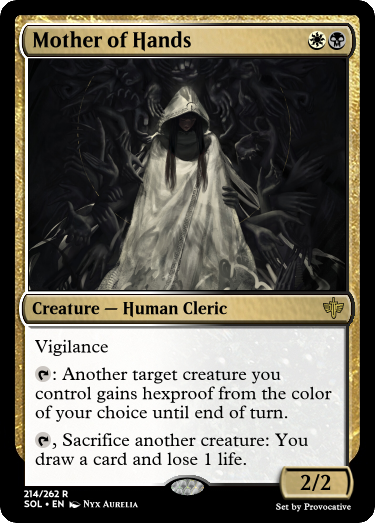 Mother of Hands
Creature — Human Cleric
Vigilance
: Another target creature you
control gains hexproof from the color
of your choice until end of turn.
, Sacrifice another creature: You
draw a card and lose 1 life.
2/2
214/262 R
SOL • EN Nyx Aurelia
Set by Provocative